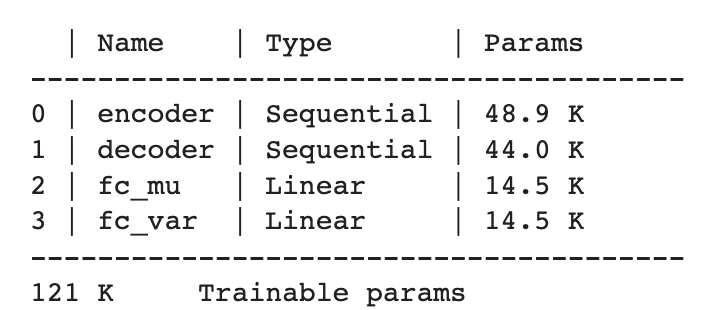 | Name    | Type       | Params
---------------------------------------
0 | encoder | Sequential | 48.9 K
1 | decoder | Sequential | 44.0 K
2 | fc_mu   | Linear     | 14.5 K
3 | fc_var  | Linear     | 14.5 K
---------------------------------------
121 K     Trainable params